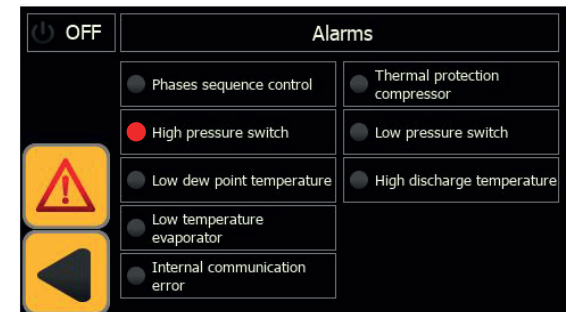 OFF
Alarms
Phases sequence control
Thermal protection
compressor
High pressure switch
Low pressure switch
Low dew point temperature
High discharge temperature
Low temperature
evaporator
Internal communication
error